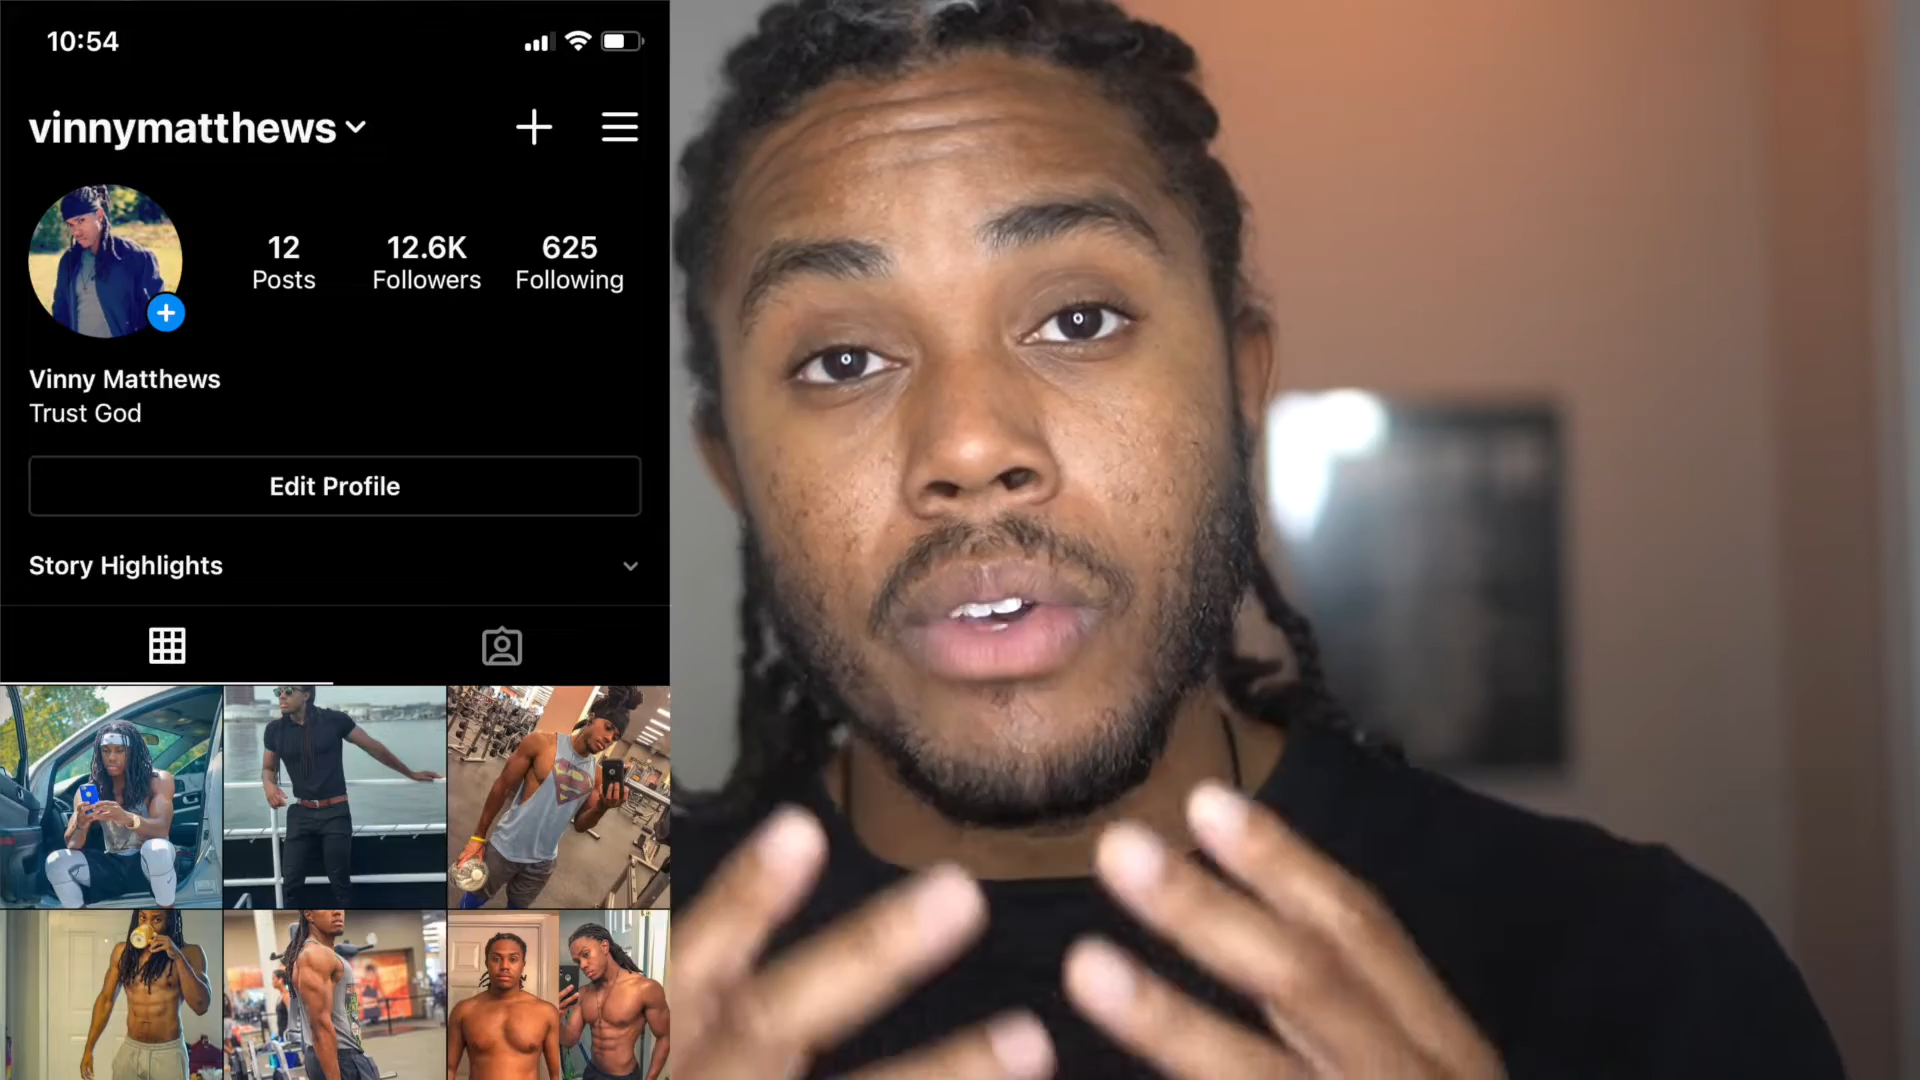 10:54
vinnymatthews
12 12.6K 625
Posts Followers Following
Vinny Matthews
Trust God
Edit Profile
Story Highlights